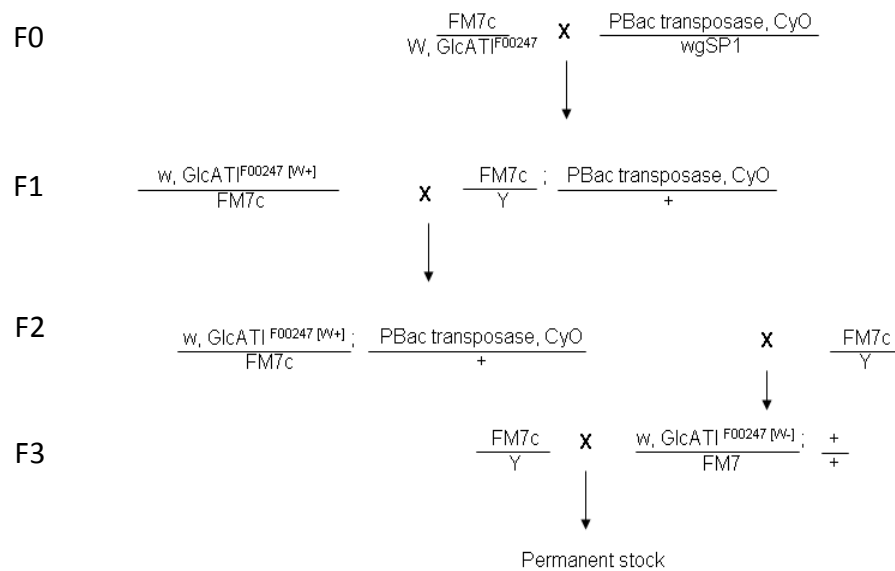 F0
FM7c X PBac transposase, CyO
W, GlcATI^F00247 wgSP1
F1
w, GlcATI^F00247 [W+] X FM7c ; PBac transposase, CyO
FM7c Y +
F2
w, GlcATI^F00247 [W+] ; PBac transposase, CyO X FM7c
FM7c + Y
F3
FM7c X w, GlcATI^F00247 [W-] ; +
Y FM7 +
Permanent stock